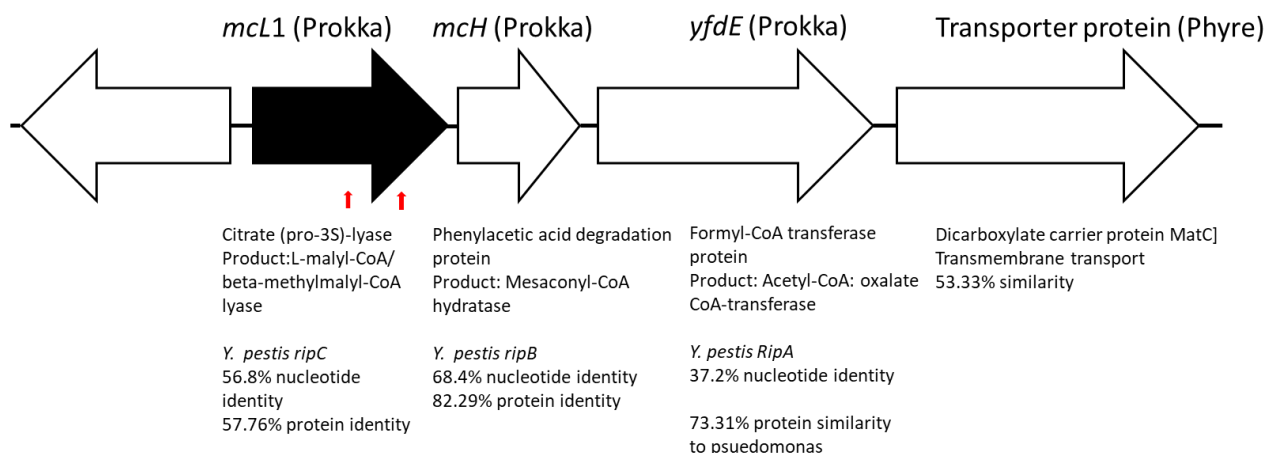 mcL1 (Prokka)
mcH (Prokka)
yfdE (Prokka)
Transporter protein (Phyre)
Citrate (pro-3S)-lyase
Product:L-malyl-CoA/
beta-methylmalyl-CoA
lyase
Y. pestis ripC
56.8% nucleotide
identity
57.76% protein identity
Phenylacetic acid degradation
protein
Product: Mesaconyl-CoA
hydratase
Y. pestis ripB
68.4% nucleotide identity
82.29% protein identity
Formyl-CoA transferase
protein
Product: Acetyl-CoA: oxalate
CoA-transferase
Y. pestis RipA
37.2% nucleotide identity
73.31% protein similarity
to psuedomonas
Dicarboxylate carrier protein MatC]
Transmembrane transport
53.33% similarity